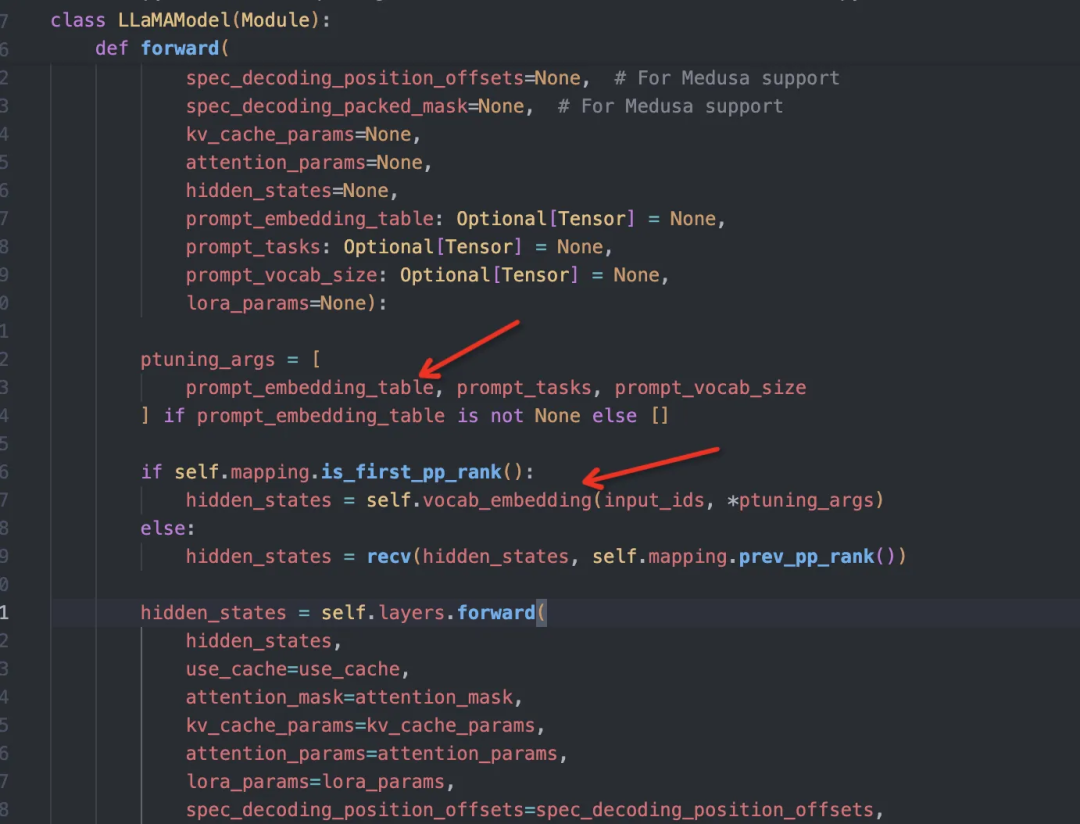 7 class LLaMAModel(Module):
6 def forward(
2 spec_decoding_position_offsets=None, # For Medusa support
3 spec_decoding_packed_mask=None, # For Medusa support
4 kv_cache_params=None,
5 attention_params=None,
6 hidden_states=None,
7 prompt_embedding_table: Optional[Tensor] = None,
8 prompt_tasks: Optional[Tensor] = None,
9 prompt_vocab_size: Optional[Tensor] = None,
0 lora_params=None):
1
2 ptuning_args = [
3 prompt_embedding_table, prompt_tasks, prompt_vocab_size
4 ] if prompt_embedding_table is not None else []
5
6 if self.mapping.is_first_pp_rank():
7 hidden_states = self.vocab_embedding(input_ids, *ptuning_args)
8 else:
9 hidden_states = recv(hidden_states, self.mapping.prev_pp_rank())
0
1 hidden_states = self.layers.forward(
2 hidden_states,
3 use_cache=use_cache,
4 attention_mask=attention_mask,
5 kv_cache_params=kv_cache_params,
6 attention_params=attention_params,
7 lora_params=lora_params,
8 spec_decoding_position_offsets=spec_decoding_position_offsets,